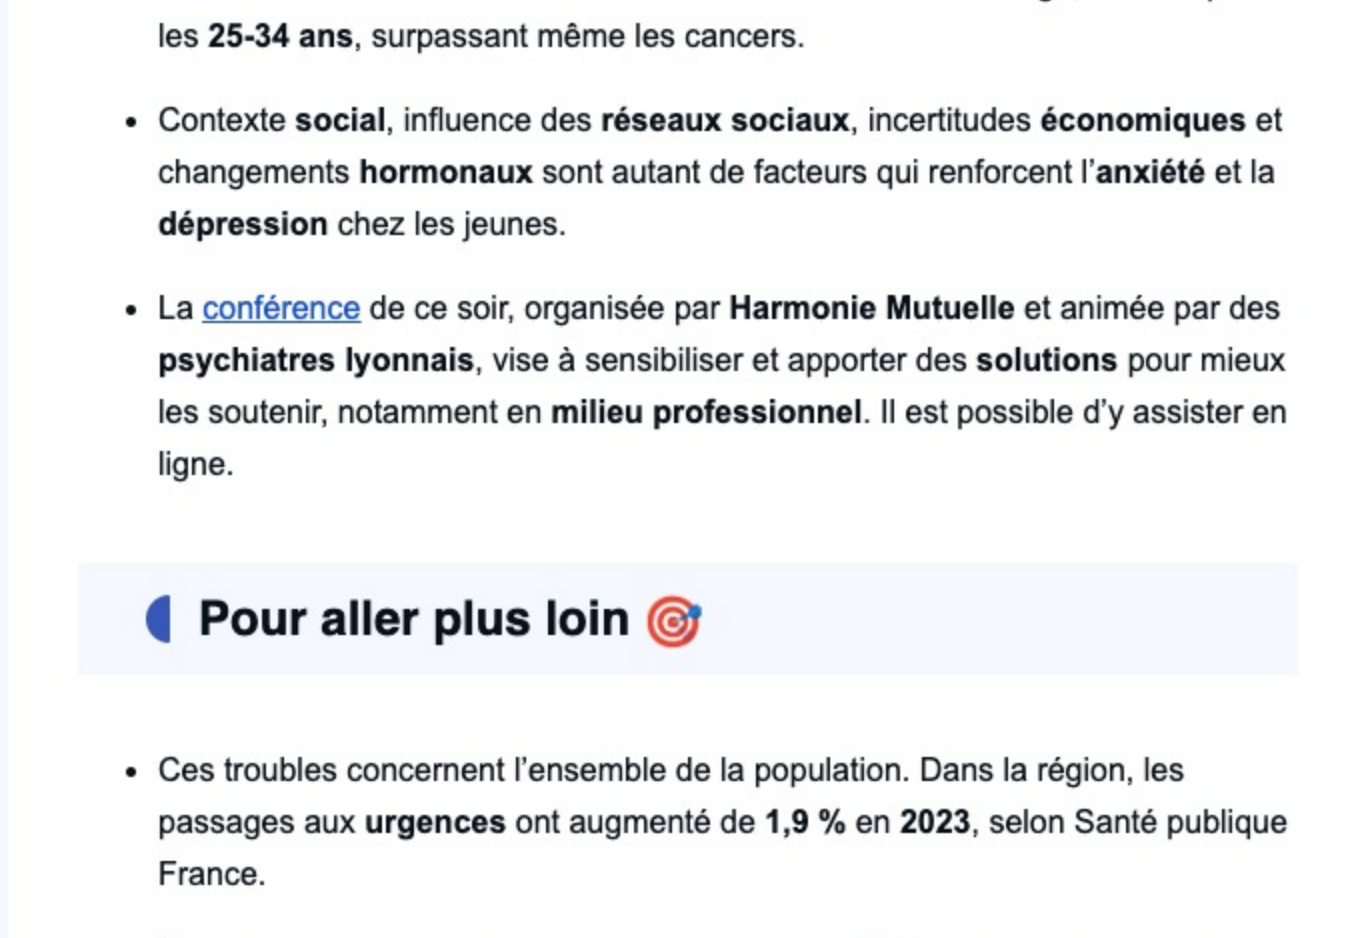 les 25-34 ans, surpassant même les cancers.
Contexte social, influence des réseaux sociaux, incertitudes économiques et
changements hormonaux sont autant de facteurs qui renforcent l’anxiété et la
dépression chez les jeunes.
La conférence de ce soir, organisée par Harmonie Mutuelle et animée par des
psychiatres lyonnais, vise à sensibiliser et apporter des solutions pour mieux
les soutenir, notamment en milieu professionnel. Il est possible d’y assister en
ligne.
Pour aller plus loin
Ces troubles concernent l’ensemble de la population. Dans la région, les
passages aux urgences ont augmenté de 1,9 % en 2023, selon Santé publique
France.